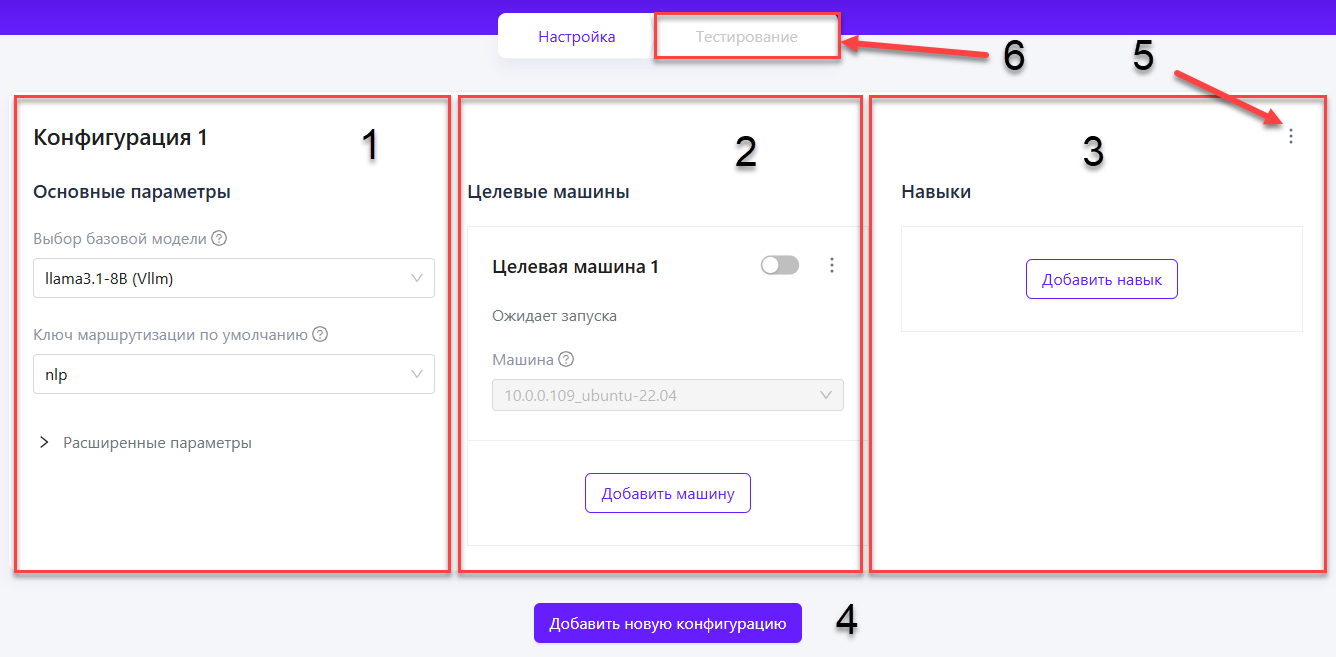 Настройка
Тестирование
6
5
Конфигурация 1
1
2
3
Основные параметры
Целевые машины
Навыки
Выбор базовой модели ?
llama3.1-8B (Vllm)
Целевая машина 1
Добавить навык
Ожидает запуска
Ключ маршрутизации по умолчанию ?
nlp
Машина ?
10.0.0.109_ubuntu-22.04
Расширенные параметры
Добавить машину
Добавить новую конфигурацию
4